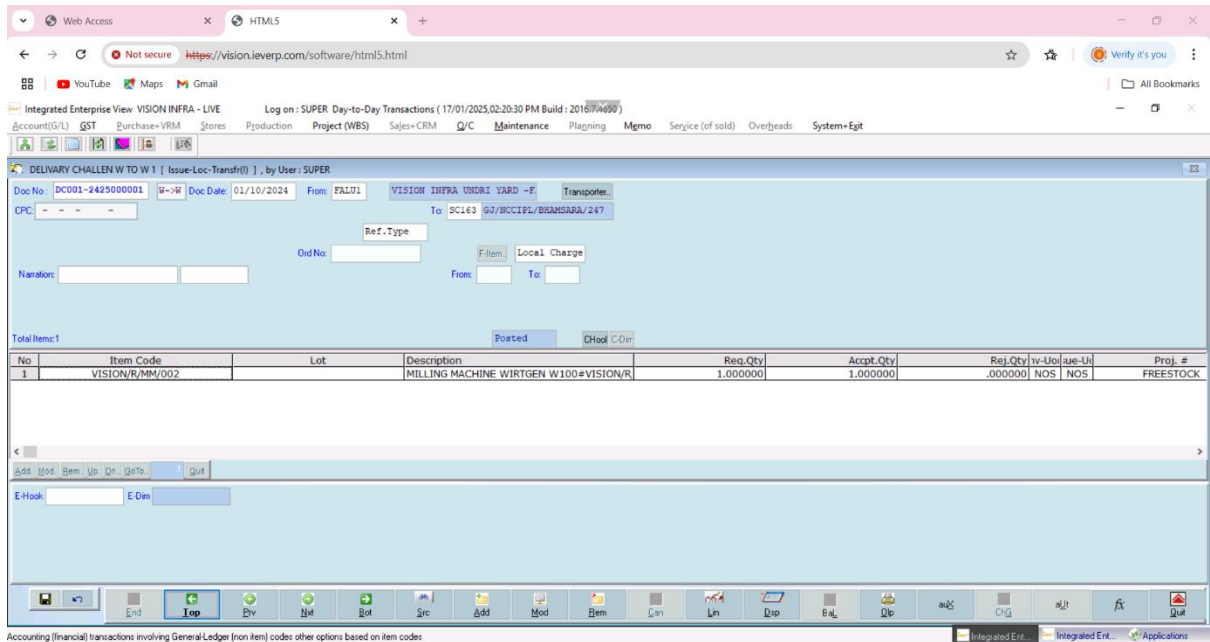 Web Access HTML5
Not secure https://vision.ieverp.com/software/html5.html Verify it's you
YouTube Maps Gmail All Bookmarks
Integrated Enterprise View VISION INFRA - LIVE Log on : SUPER Day-to-Day Transactions ( 17/01/2025,02:20:30 PM Build : 2016.7.4650 )
Account(G/L) GST Purchase+VRM Stores Production Project (WBS) Sales+CRM Q/C Maintenance Planning Memo Service (of sold) Overheads System+Exit
DELIVARY CHALLEN W TO W 1 [ Issue-Loc-Transfr(I) ] , by User : SUPER
Doc No : DC001-2425000001 W->W Doc Date: 01/10/2024 From: FALU1 VISION INFRA UNDRI YARD -F. Transporter..
CPC: - - - - To: SC163 GJ/NCCIPL/BHAMSARA/247
Ref.Type
Ord No: F-Item.. Local Charge
Narration: From: To:
Total Items:1 Posted CHool C-Dim
No Item Code Lot Description Req.Qty Accpt.Qty Rej.Qty Proj. #
1 VISION/R/MM/002 MILLING MACHINE WIRTGEN W100#VISION/R 1.000000 1.000000 .000000 NOS NOS FREESTOCK
Add. Mod. Rem.. Up. Dn.. GoTo.. 1 Quit
E-Hook E-Dim
End Top Prv Nxt Bot Src Add Mod Rem Can Lin Dsp Bal Qlp auX ChG aUt fx Quit
Accounting (financial) transactions involving General-Ledger (non item) codes other options based on item codes Integrated Ent... Integrated Ent... Applications